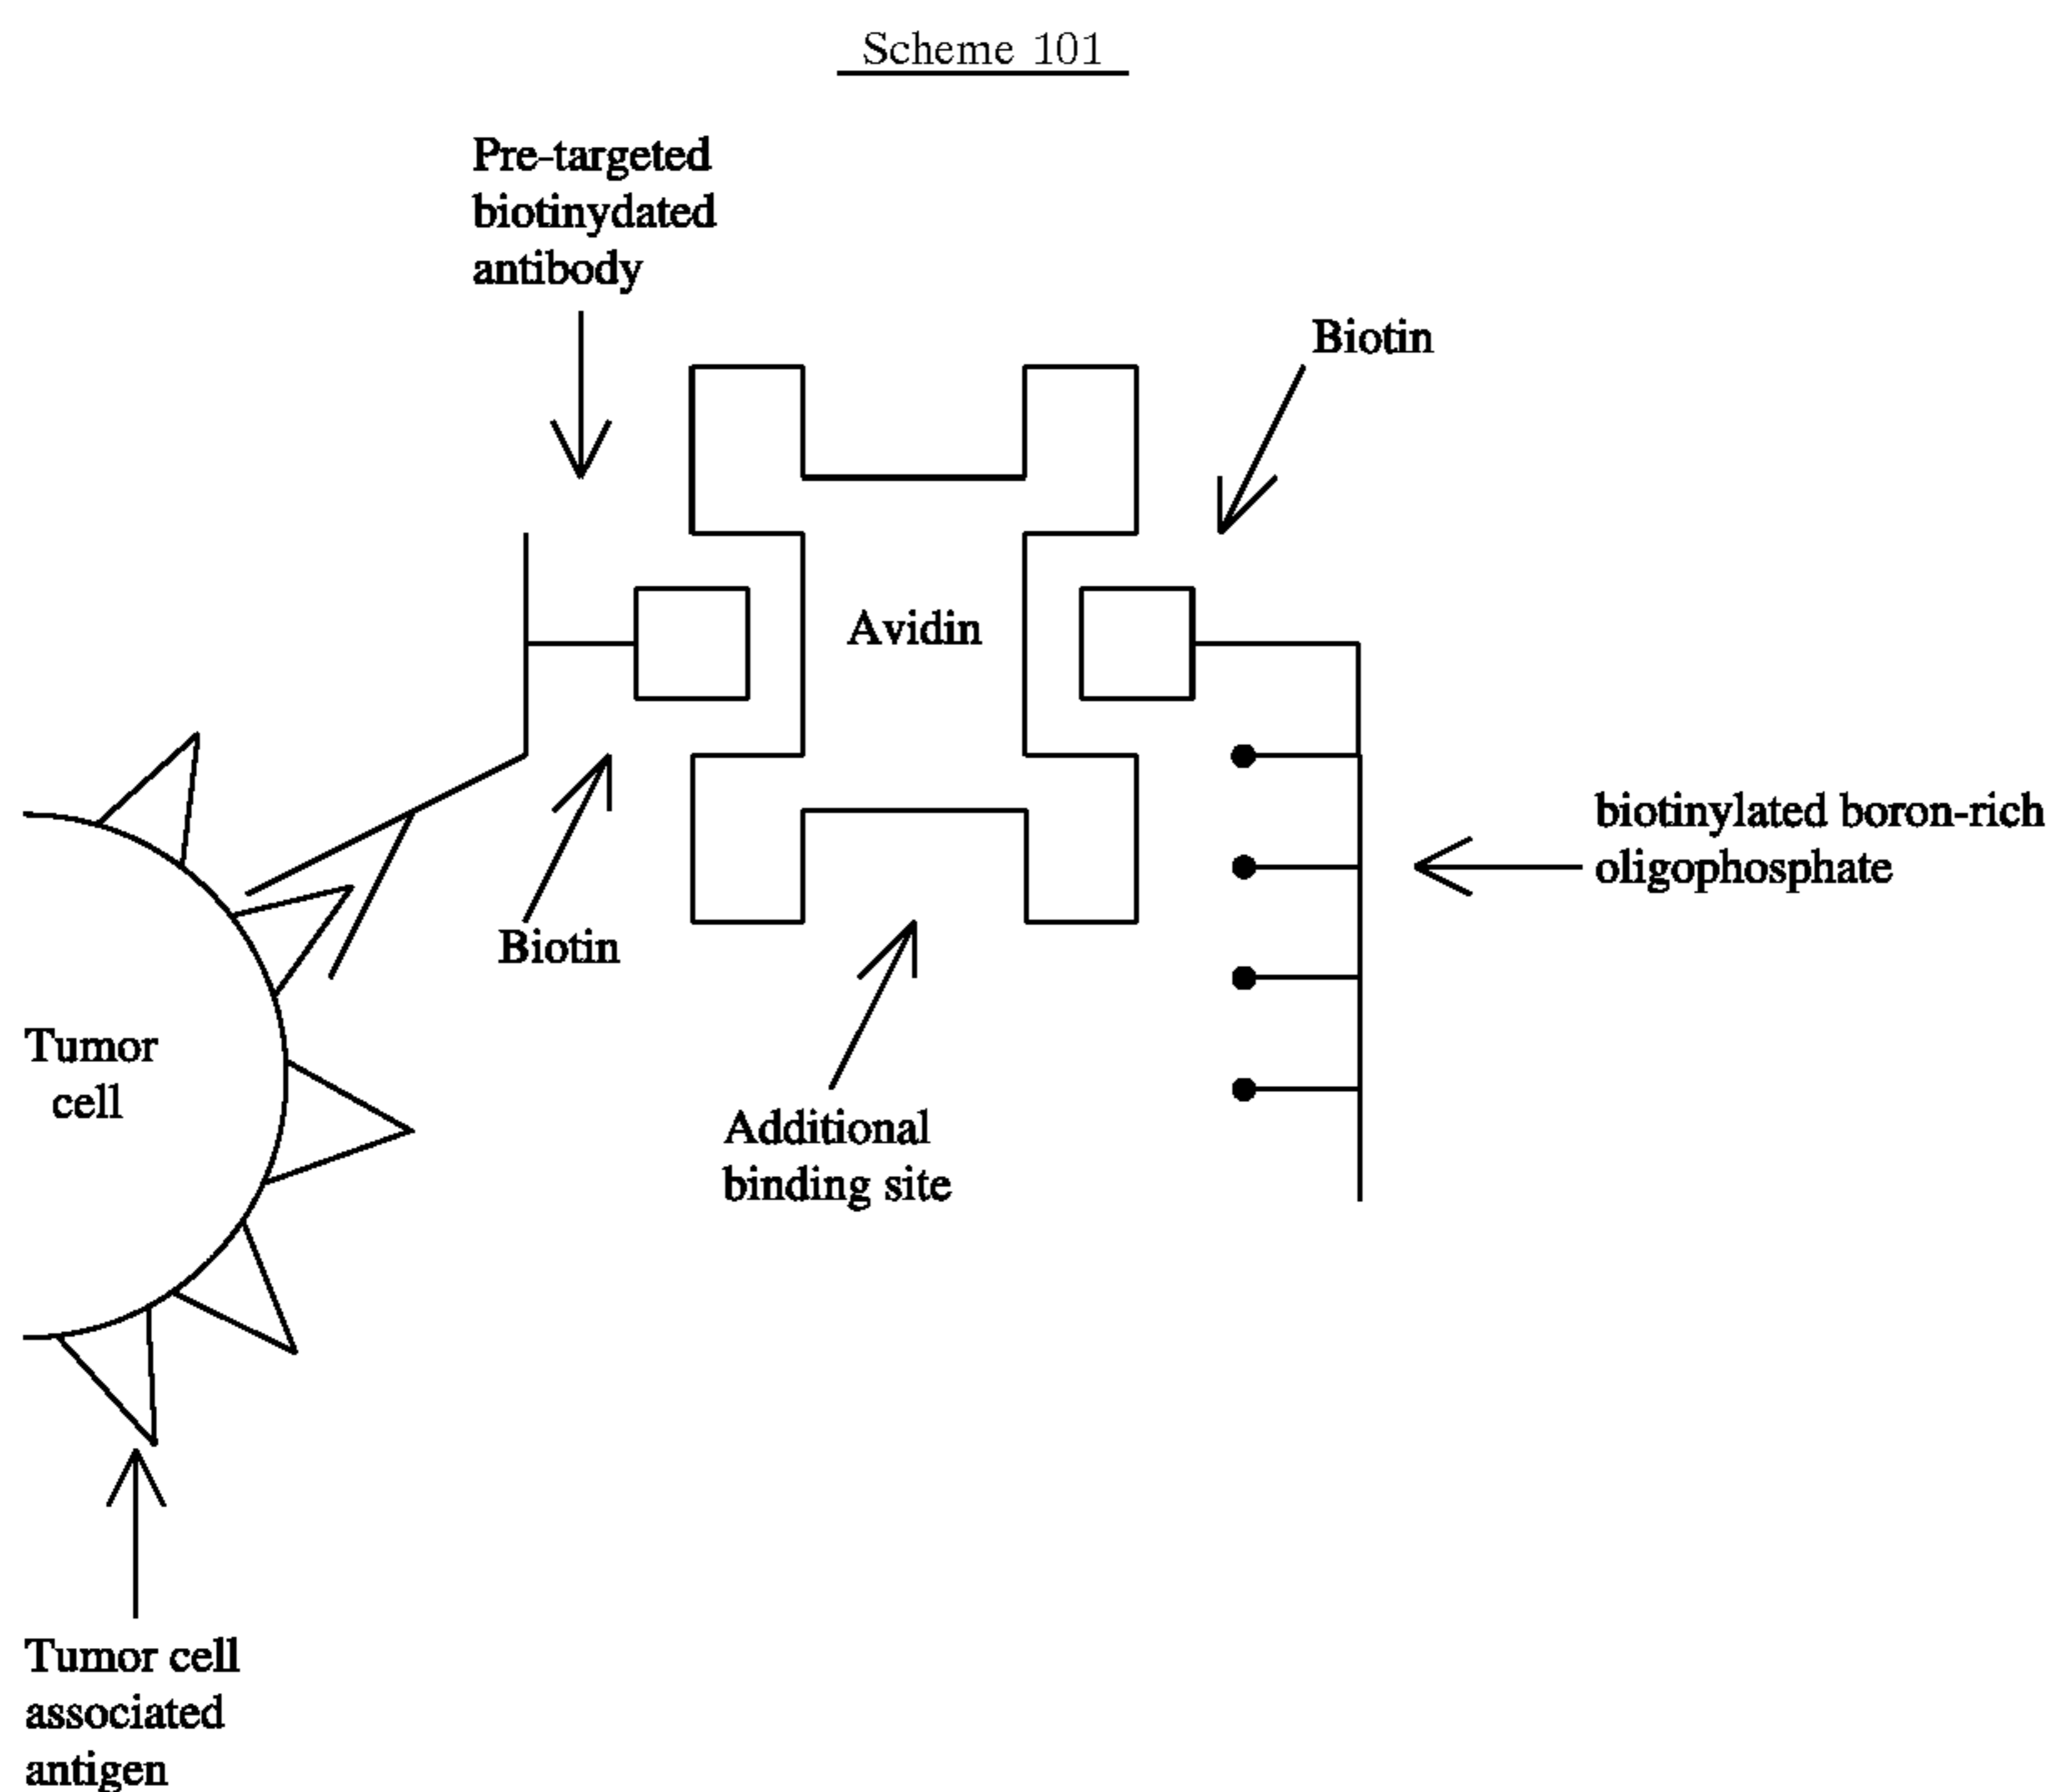 Scheme 101
Pre-targeted
biotinydated
antibody
Biotin
Avidin
biotinylated boron-rich
oligophosphate
Biotin
Tumor
cell
Additional
binding site
Tumor cell
associated
antigen